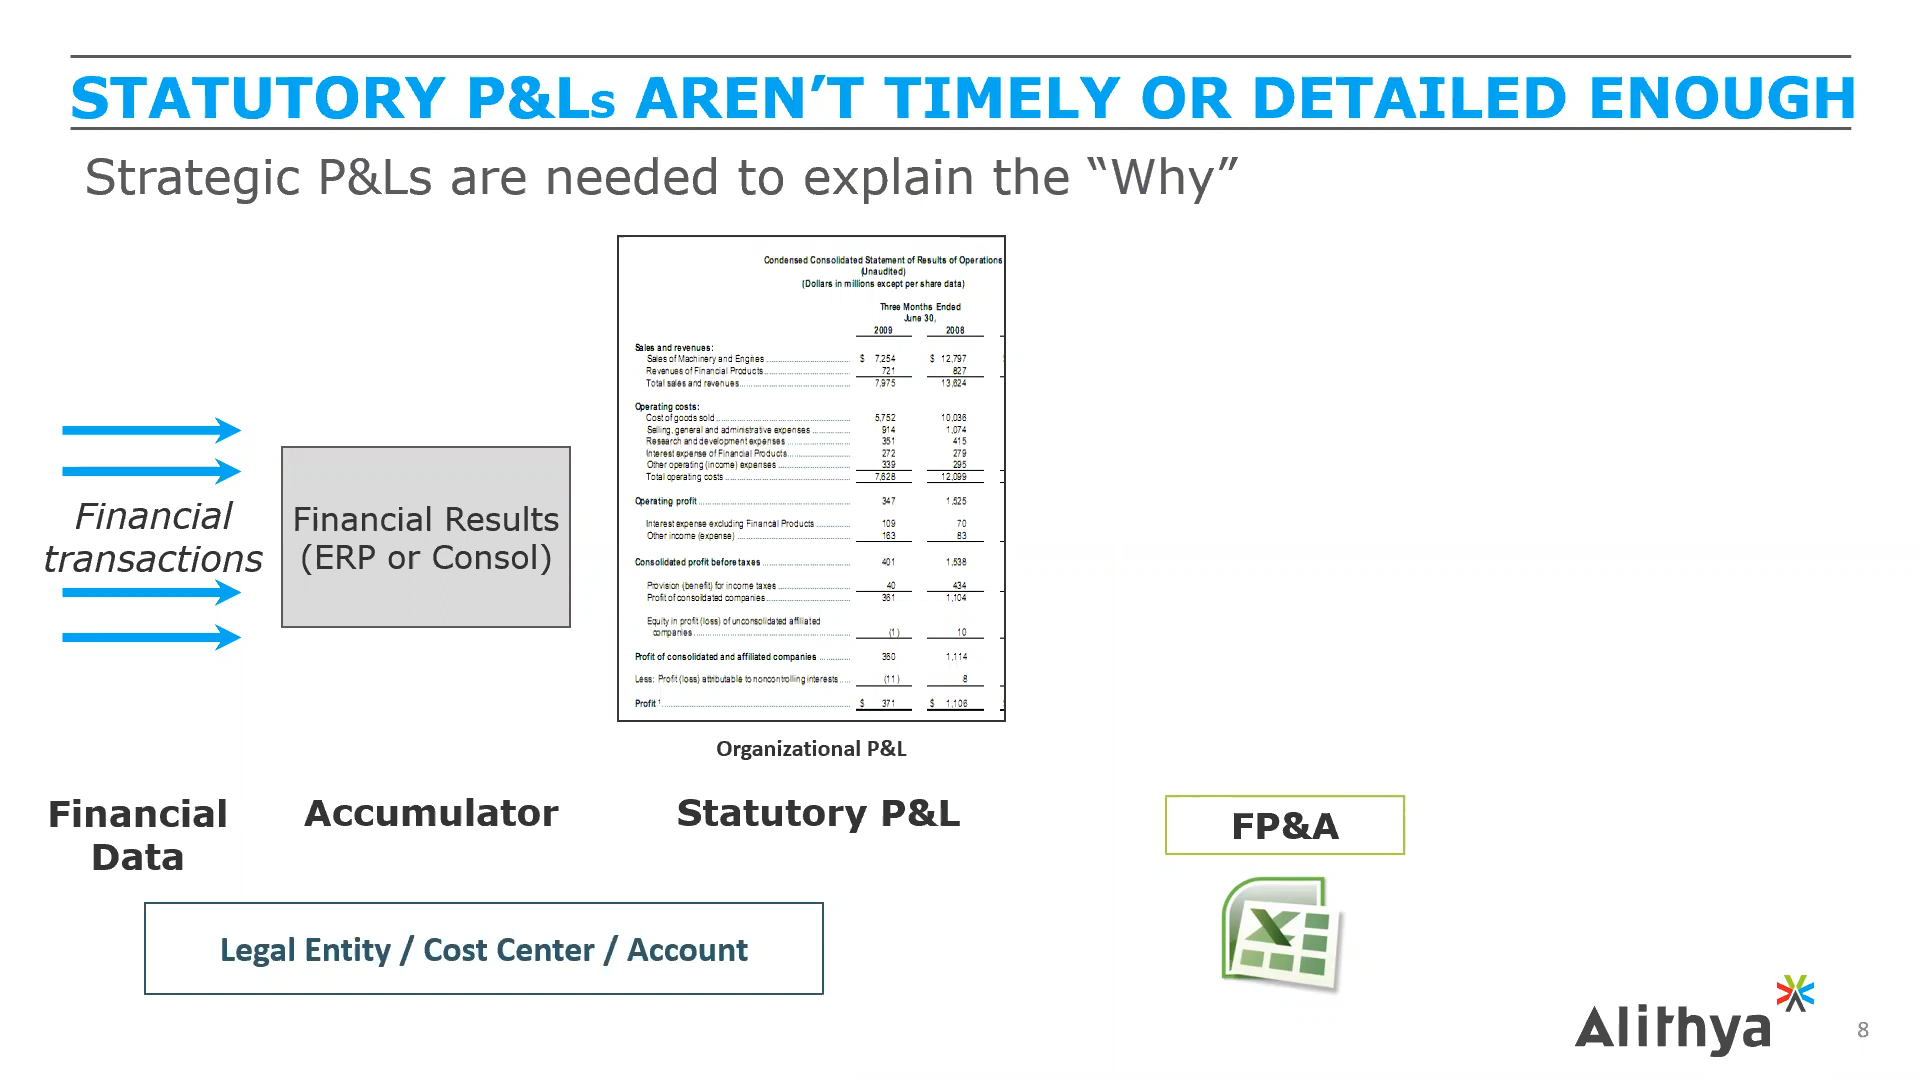 STATUTORY P&Ls AREN’T TIMELY OR DETAILED ENOUGH
Strategic P&Ls are needed to explain the “Why”
Financial
transactions
Financial Results
(ERP or Consol)
Condensed Consolidated Statement of Results of Operations
(Unaudited)
(Dollars in millions except per share data)
Three Months Ended
June 30,
2009 2008
Sales and revenues:
Sales of Machinery and Engines $ 7,254 $ 12,797
Revenues of Financial Products 721 827
Total sales and revenues 7,975 13,624
Operating costs:
Cost of goods sold 5,752 10,036
Selling, general and administrative expenses 914 1,074
Research and development expenses 351 415
Interest expense of Financial Products 272 279
Other operating (income) expenses 339 295
Total operating costs 7,628 12,099
Operating profit 347 1,525
Interest expense excluding Financial Products 109 70
Other income (expense) 163 83
Consolidated profit before taxes 401 1,538
Provision (benefit) for income taxes 40 434
Profit of consolidated companies 361 1,104
Equity in profit (loss) of unconsolidated affiliated
companies (1) 10
Profit of consolidated and affiliated companies 360 1,114
Less: Profit (loss) attributable to noncontrolling interests (11) 8
Profit 1 $ 371 $ 1,106
Organizational P&L
Financial
Data
Accumulator
Statutory P&L
FP&A
Legal Entity / Cost Center / Account
Alithya
8